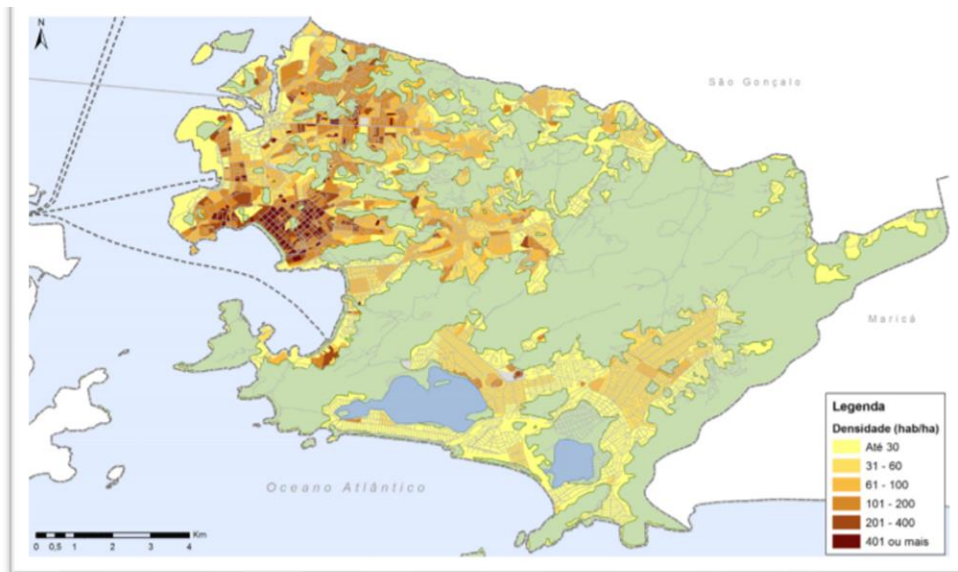 N
São Gonçalo
Maricá
Legenda
Densidade (hab/ha)
Até 30
31 - 60
61 - 100
101 - 200
201 - 400
401 ou mais
Oceano Atlântico
Km
0 0,5 1 2 3 4